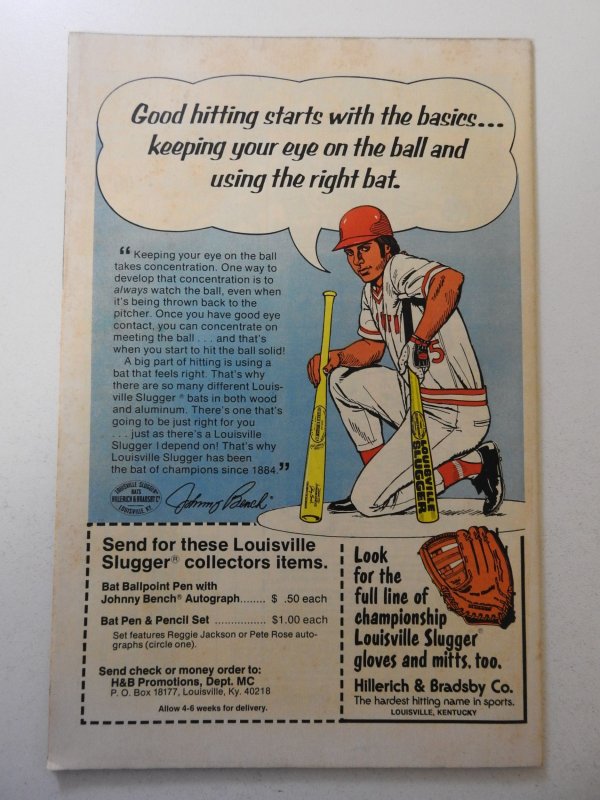 Good hitting starts with the basics...
keeping your eye on the ball and
using the right bat.
“Keeping your eye on the ball
takes concentration. One way to
develop that concentration is to
always watch the ball, even when
it's being thrown back to the
pitcher. Once you have good eye
contact, you can concentrate on
meeting the ball . . . and that's
when you start to hit the ball solid!
A big part of hitting is using a
bat that feels right. That's why
there are so many different Louis-
ville Slugger® bats in both wood
and aluminum. There's one that's
going to be just right for you
. . . just as there's a Louisville
Slugger I depend on! That's why
Louisville Slugger has been
the bat of champions since 1884.”
LOUISVILLE SLUGGER
BATS
HILLERICH & BRADSBY Cº
LOUISVILLE, KY.
Johnny Bench
5
LOUISVILLE
SLUGGER
Send for these Louisville
Slugger® collectors items.
Bat Ballpoint Pen with
Johnny Bench® Autograph........ $ .50 each
Bat Pen & Pencil Set ................ $1.00 each
Set features Reggie Jackson or Pete Rose auto-
graphs (circle one).
Send check or money order to:
H&B Promotions, Dept. MC
P. O. Box 18177, Louisville, Ky. 40218
Allow 4-6 weeks for delivery.
Look
for the
full line of
championship
Louisville Slugger®
gloves and mitts, too.
Hillerich & Bradsby Co.
The hardest hitting name in sports.
LOUISVILLE, KENTUCKY